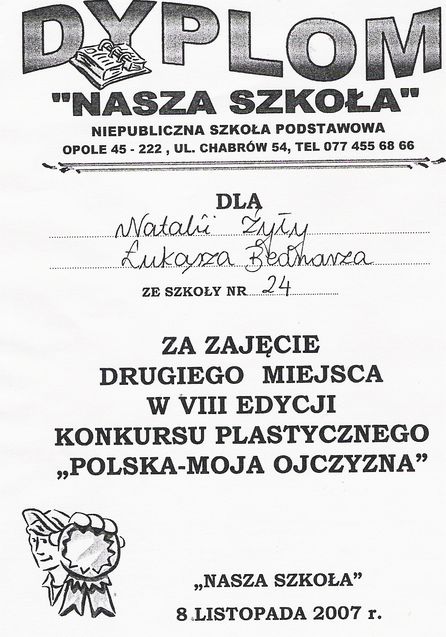 DYPLOM
"NASZA SZKOŁA"
NIEPUBLICZNA SZKOŁA PODSTAWOWA
OPOLE 45 - 222 , UL. CHABRÓW 54, TEL 077 455 68 66
DLA
Natalii Żyły
Łukasza Bednarza
ZE SZKOŁY NR 24
ZA ZAJĘCIE
DRUGIEGO MIEJSCA
W VIII EDYCJI
KONKURSU PLASTYCZNEGO
„POLSKA-MOJA OJCZYZNA”
„NASZA SZKOŁA”
8 LISTOPADA 2007 r.